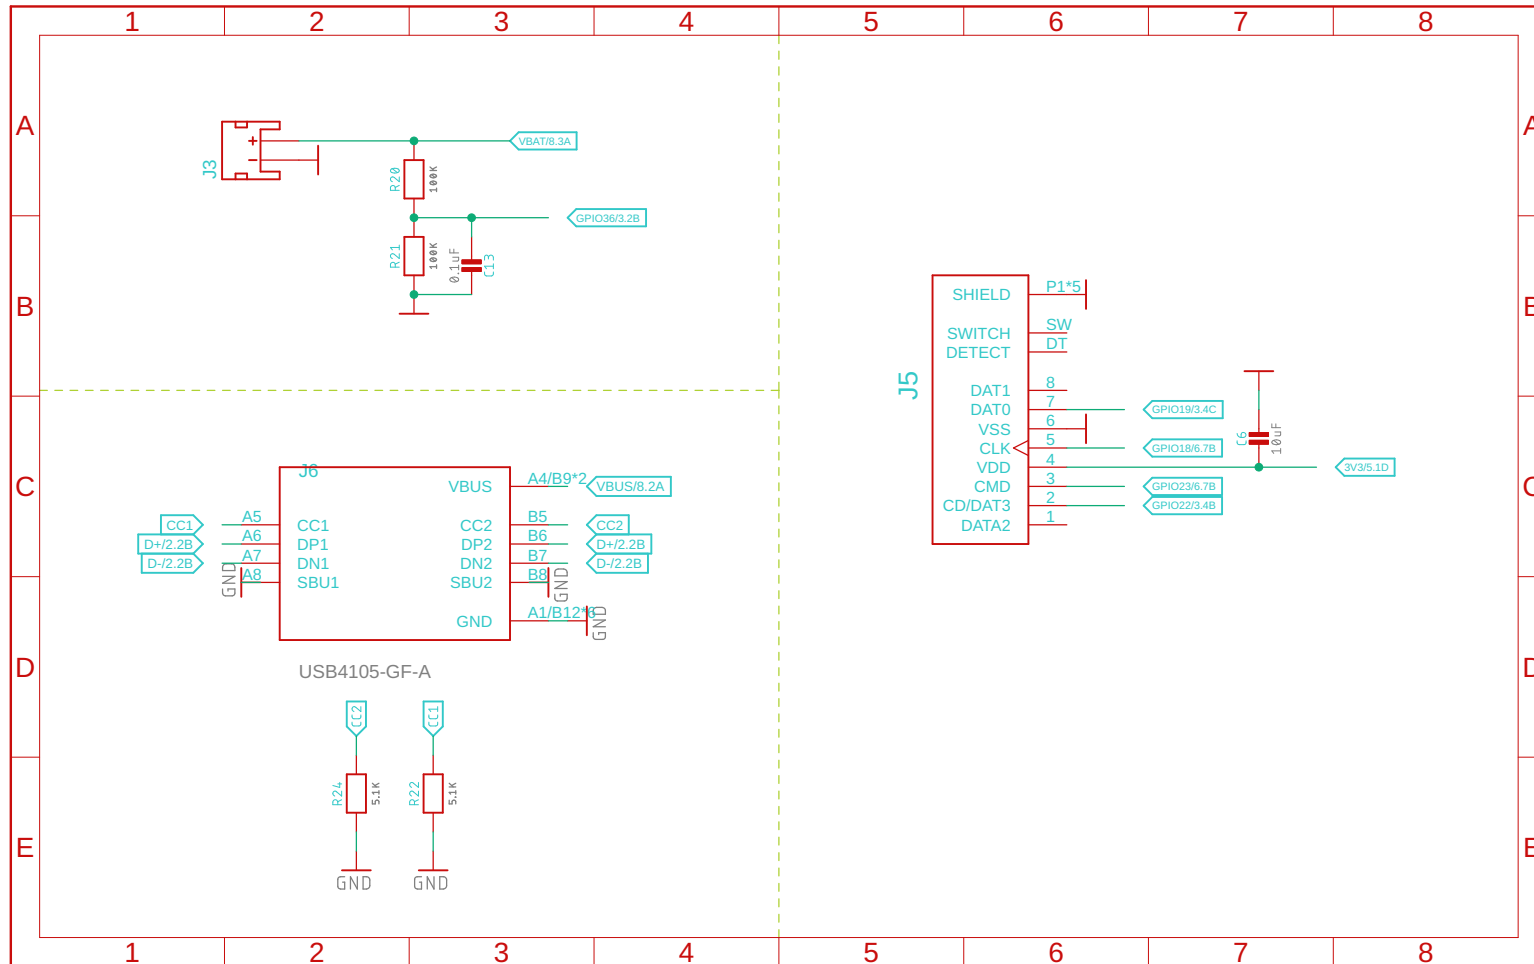 1 2 3 4 5 6 7 8
A A
J3
+
-
VBAT/8.3A
R20
100K
GPIO36/3.2B
R21
100K
0.1uF
C13
B B
SHIELD P1*5
SWITCH SW
DETECT DT
J5
DAT1 8
DAT0 7 GPIO19/3.4C
VSS 6
CLK 5 GPIO18/6.7B
VDD 4 3V3/5.1D
CMD 3 GPIO23/6.7B
CD/DAT3 2 GPIO22/3.4B
DATA2 1
C6
10uF
C C
J6
VBUS A4/B9*2 VBUS/8.2A
CC1 A5 CC1 CC2 B5 CC2
D+/2.2B A6 DP1 DP2 B6 D+/2.2B
D-/2.2B A7 DN1 DN2 B7 D-/2.2B
GND A8 SBU1 SBU2 B8 GND
GND A1/B12*6 GND
D D
USB4105-GF-A
CC2 CC1
R24 5.1K R22 5.1K
E E
GND GND
1 2 3 4 5 6 7 8